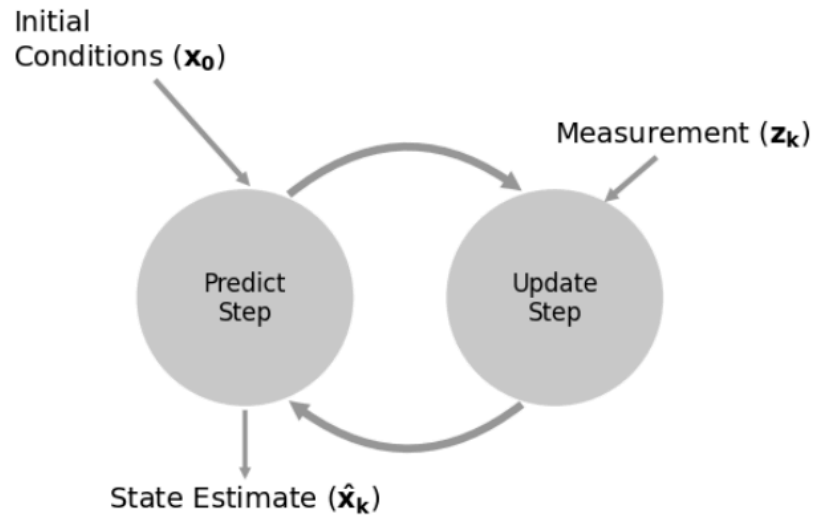 Initial
Conditions (x₀)
Measurement (zₖ)
Predict
Step
Update
Step
State Estimate (x̂ₖ)